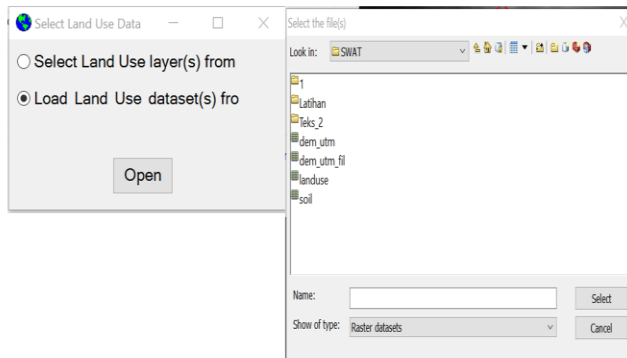 Select Land Use Data
Select Land Use layer(s) from
Load Land Use dataset(s) fro
Open
Select the file(s)
Look in: SWAT
1
Latihan
Teks_2
dem_utm
dem_utm_fil
landuse
soil
Name:
Select
Show of type: Raster datasets
Cancel